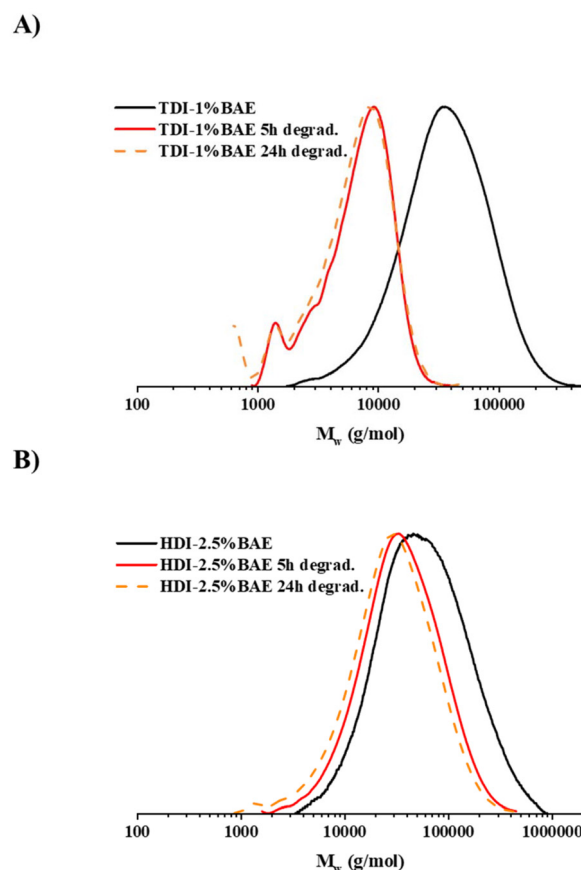 A)
TDI-1%BAE
TDI-1%BAE 5h degrad.
TDI-1%BAE 24h degrad.
100 1000 10000 100000
Mw (g/mol)
B)
HDI-2.5%BAE
HDI-2.5%BAE 5h degrad.
HDI-2.5%BAE 24h degrad.
100 1000 10000 100000 1000000
Mw (g/mol)